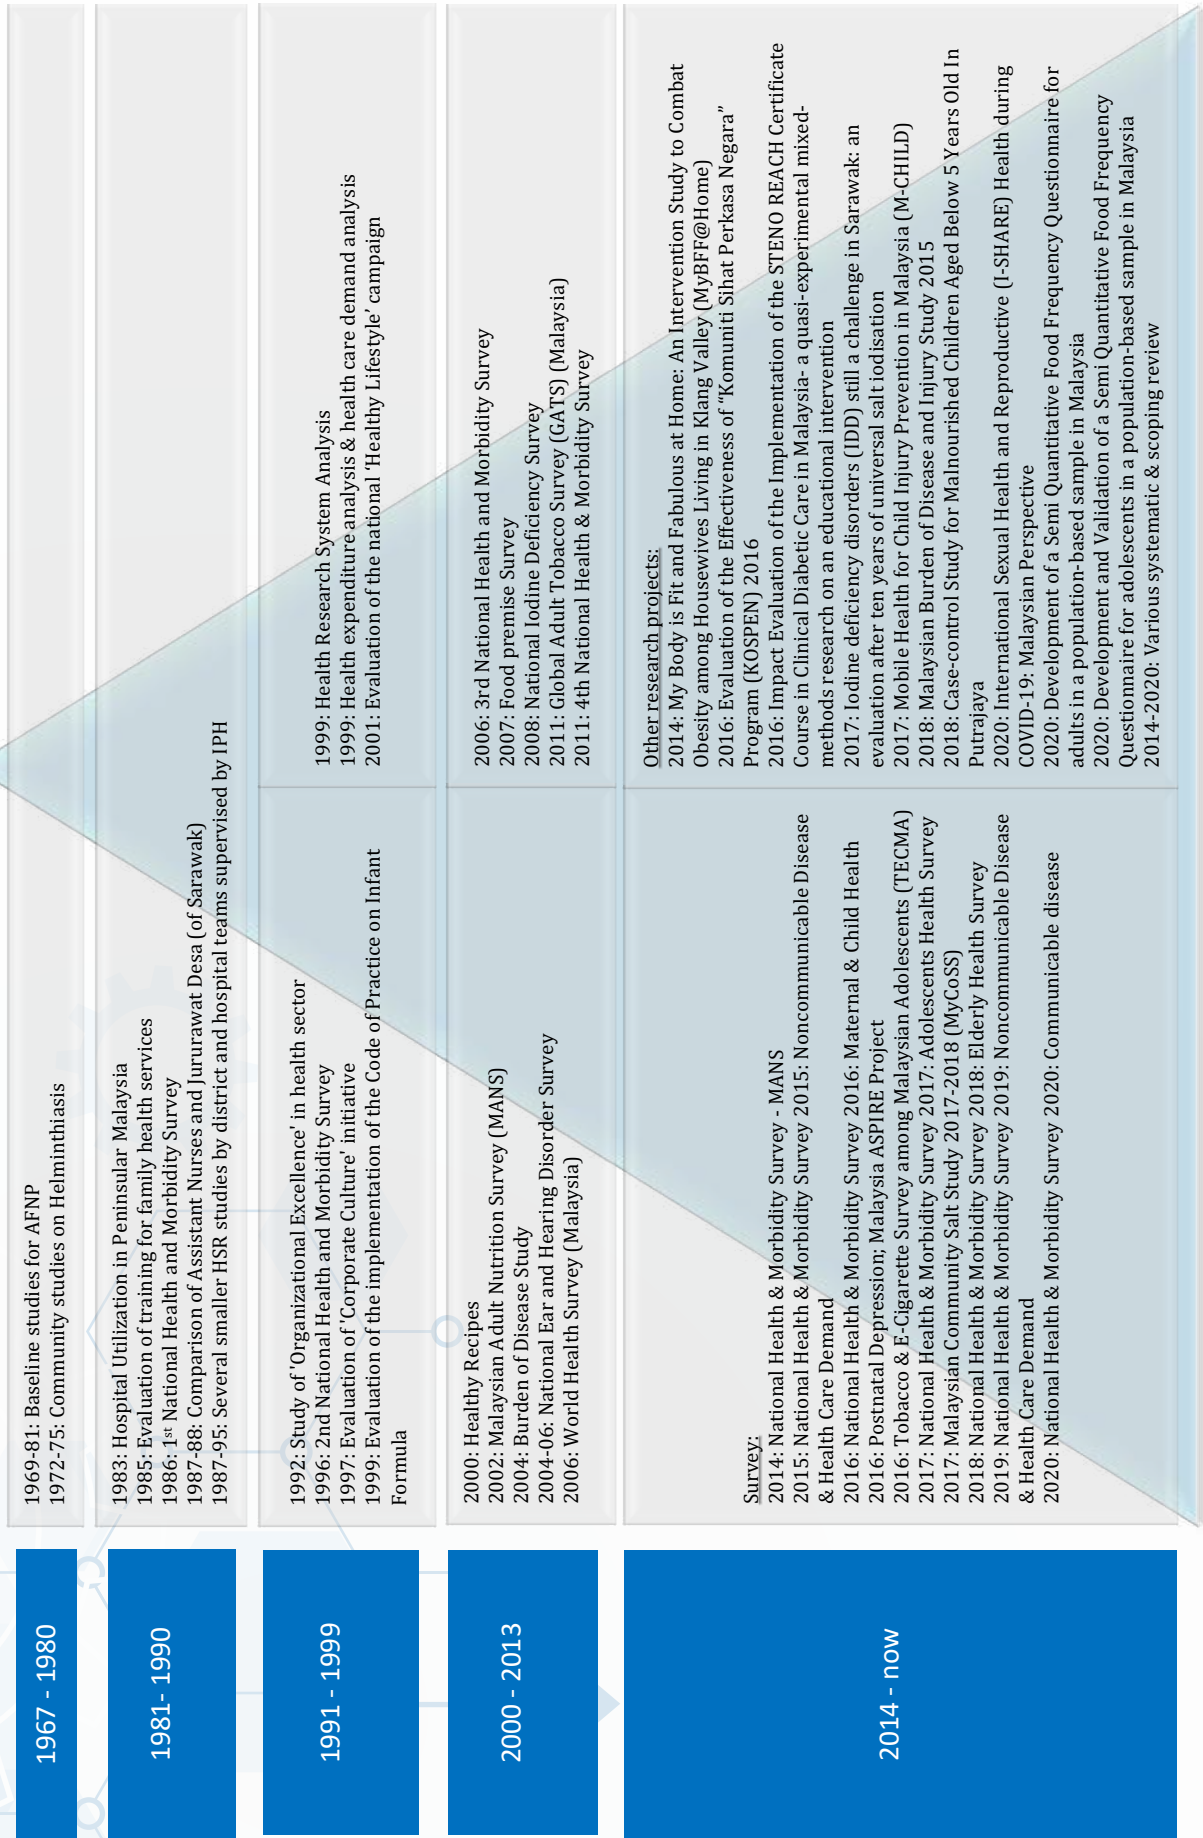 1967 - 1980
1969-81: Baseline studies for AFNP
1972-75: Community studies on Helminthiasis
1981- 1990
1983: Hospital Utilization in Peninsular Malaysia
1985: Evaluation of training for family health services
1986: 1st National Health and Morbidity Survey
1987-88: Comparison of Assistant Nurses and Jururawat Desa (of Sarawak)
1987-95: Several smaller HSR studies by district and hospital teams supervised by IPH
1991 - 1999
1992: Study of 'Organizational Excellence' in health sector
1996: 2nd National Health and Morbidity Survey
1997: Evaluation of 'Corporate Culture' initiative
1999: Evaluation of the implementation of the Code of Practice on Infant
Formula
1999: Health Research System Analysis
1999: Health expenditure analysis & health care demand analysis
2001: Evaluation of the national ‘Healthy Lifestyle’ campaign
2000 - 2013
2000: Healthy Recipes
2002: Malaysian Adult Nutrition Survey (MANS)
2004: Burden of Disease Study
2004-06: National Ear and Hearing Disorder Survey
2006: World Health Survey (Malaysia)
2006: 3rd National Health and Morbidity Survey
2007: Food premise Survey
2008: National Iodine Deficiency Survey
2011: Global Adult Tobacco Survey (GATS) (Malaysia)
2011: 4th National Health & Morbidity Survey
2014 - now
Survey:
2014: National Health & Morbidity Survey - MANS
2015: National Health & Morbidity Survey 2015: Noncommunicable Disease
& Health Care Demand
2016: National Health & Morbidity Survey 2016: Maternal & Child Health
2016: Postnatal Depression; Malaysia ASPIRE Project
2016: Tobacco & E-Cigarette Survey among Malaysian Adolescents (TECMA)
2017: National Health & Morbidity Survey 2017: Adolescents Health Survey
2017: Malaysian Community Salt Study 2017-2018 (MyCoSS)
2018: National Health & Morbidity Survey 2018: Elderly Health Survey
2019: National Health & Morbidity Survey 2019: Noncommunicable Disease
& Health Care Demand
2020: National Health & Morbidity Survey 2020: Communicable disease
Other research projects:
2014: My Body is Fit and Fabulous at Home: An Intervention Study to Combat
Obesity among Housewives Living in Klang Valley (MyBFF@Home)
2016: Evaluation of the Effectiveness of “Komuniti Sihat Perkasa Negara”
Program (KOSPEN) 2016
2016: Impact Evaluation of the Implementation of the STENO REACH Certificate
Course in Clinical Diabetic Care in Malaysia- a quasi-experimental mixed-
methods research on an educational intervention
2017: Iodine deficiency disorders (IDD) still a challenge in Sarawak: an
evaluation after ten years of universal salt iodisation
2017: Mobile Health for Child Injury Prevention in Malaysia (M-CHILD)
2018: Malaysian Burden of Disease and Injury Study 2015
2018: Case-control Study for Malnourished Children Aged Below 5 Years Old In
Putrajaya
2020: International Sexual Health and Reproductive (I-SHARE) Health during
COVID-19: Malaysian Perspective
2020: Development of a Semi Quantitative Food Frequency Questionnaire for
adults in a population-based sample in Malaysia
2020: Development and Validation of a Semi Quantitative Food Frequency
Questionnaire for adolescents in a population-based sample in Malaysia
2014-2020: Various systematic & scoping review